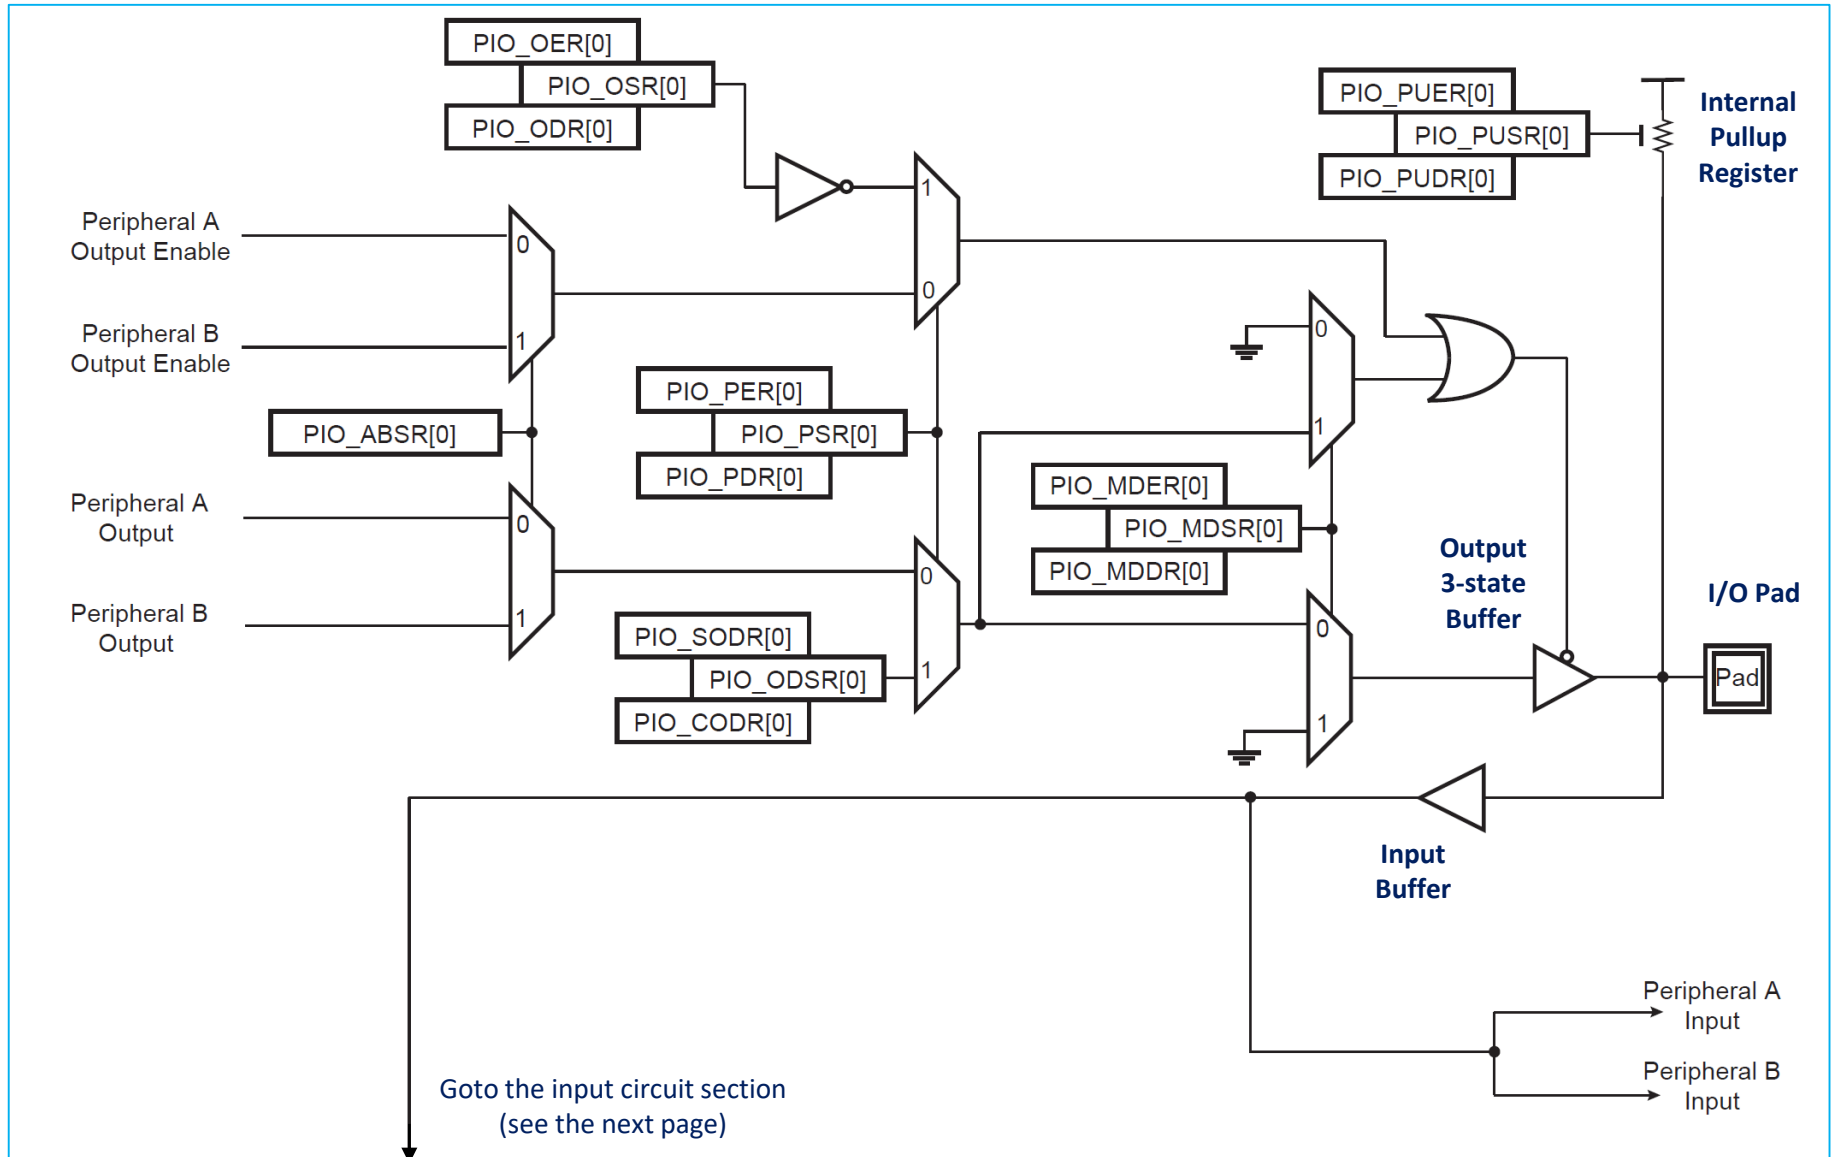 PIO_OER[0]
PIO_OSR[0]
PIO_ODR[0]
PIO_PUER[0]
PIO_PUSR[0]
PIO_PUDR[0]
Internal
Pullup
Register
1
0
Peripheral A
Output Enable
0
Peripheral B
Output Enable
1
0
1
PIO_PER[0]
PIO_PSR[0]
PIO_PDR[0]
PIO_ABSR[0]
PIO_MDER[0]
PIO_MDSR[0]
PIO_MDDR[0]
Peripheral A
Output
0
Peripheral B
Output
1
0
1
PIO_SODR[0]
PIO_ODSR[0]
PIO_CODR[0]
0
1
Output
3-state
Buffer
I/O Pad
Pad
Input
Buffer
Peripheral A
Input
Peripheral B
Input
Goto the input circuit section
(see the next page)